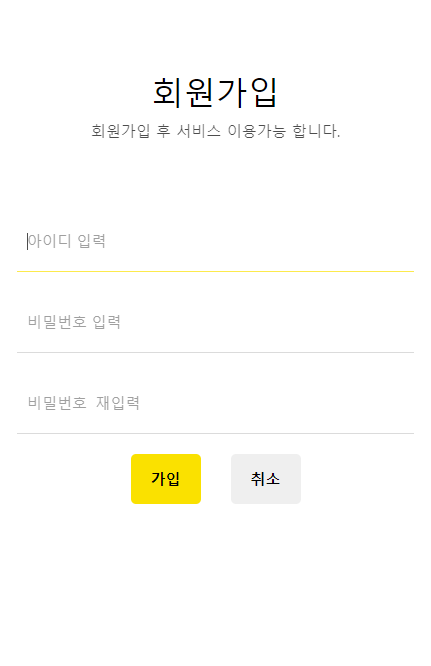 회원가입
회원가입 후 서비스 이용가능 합니다.
아이디 입력
비밀번호 입력
비밀번호  재입력
가입 취소